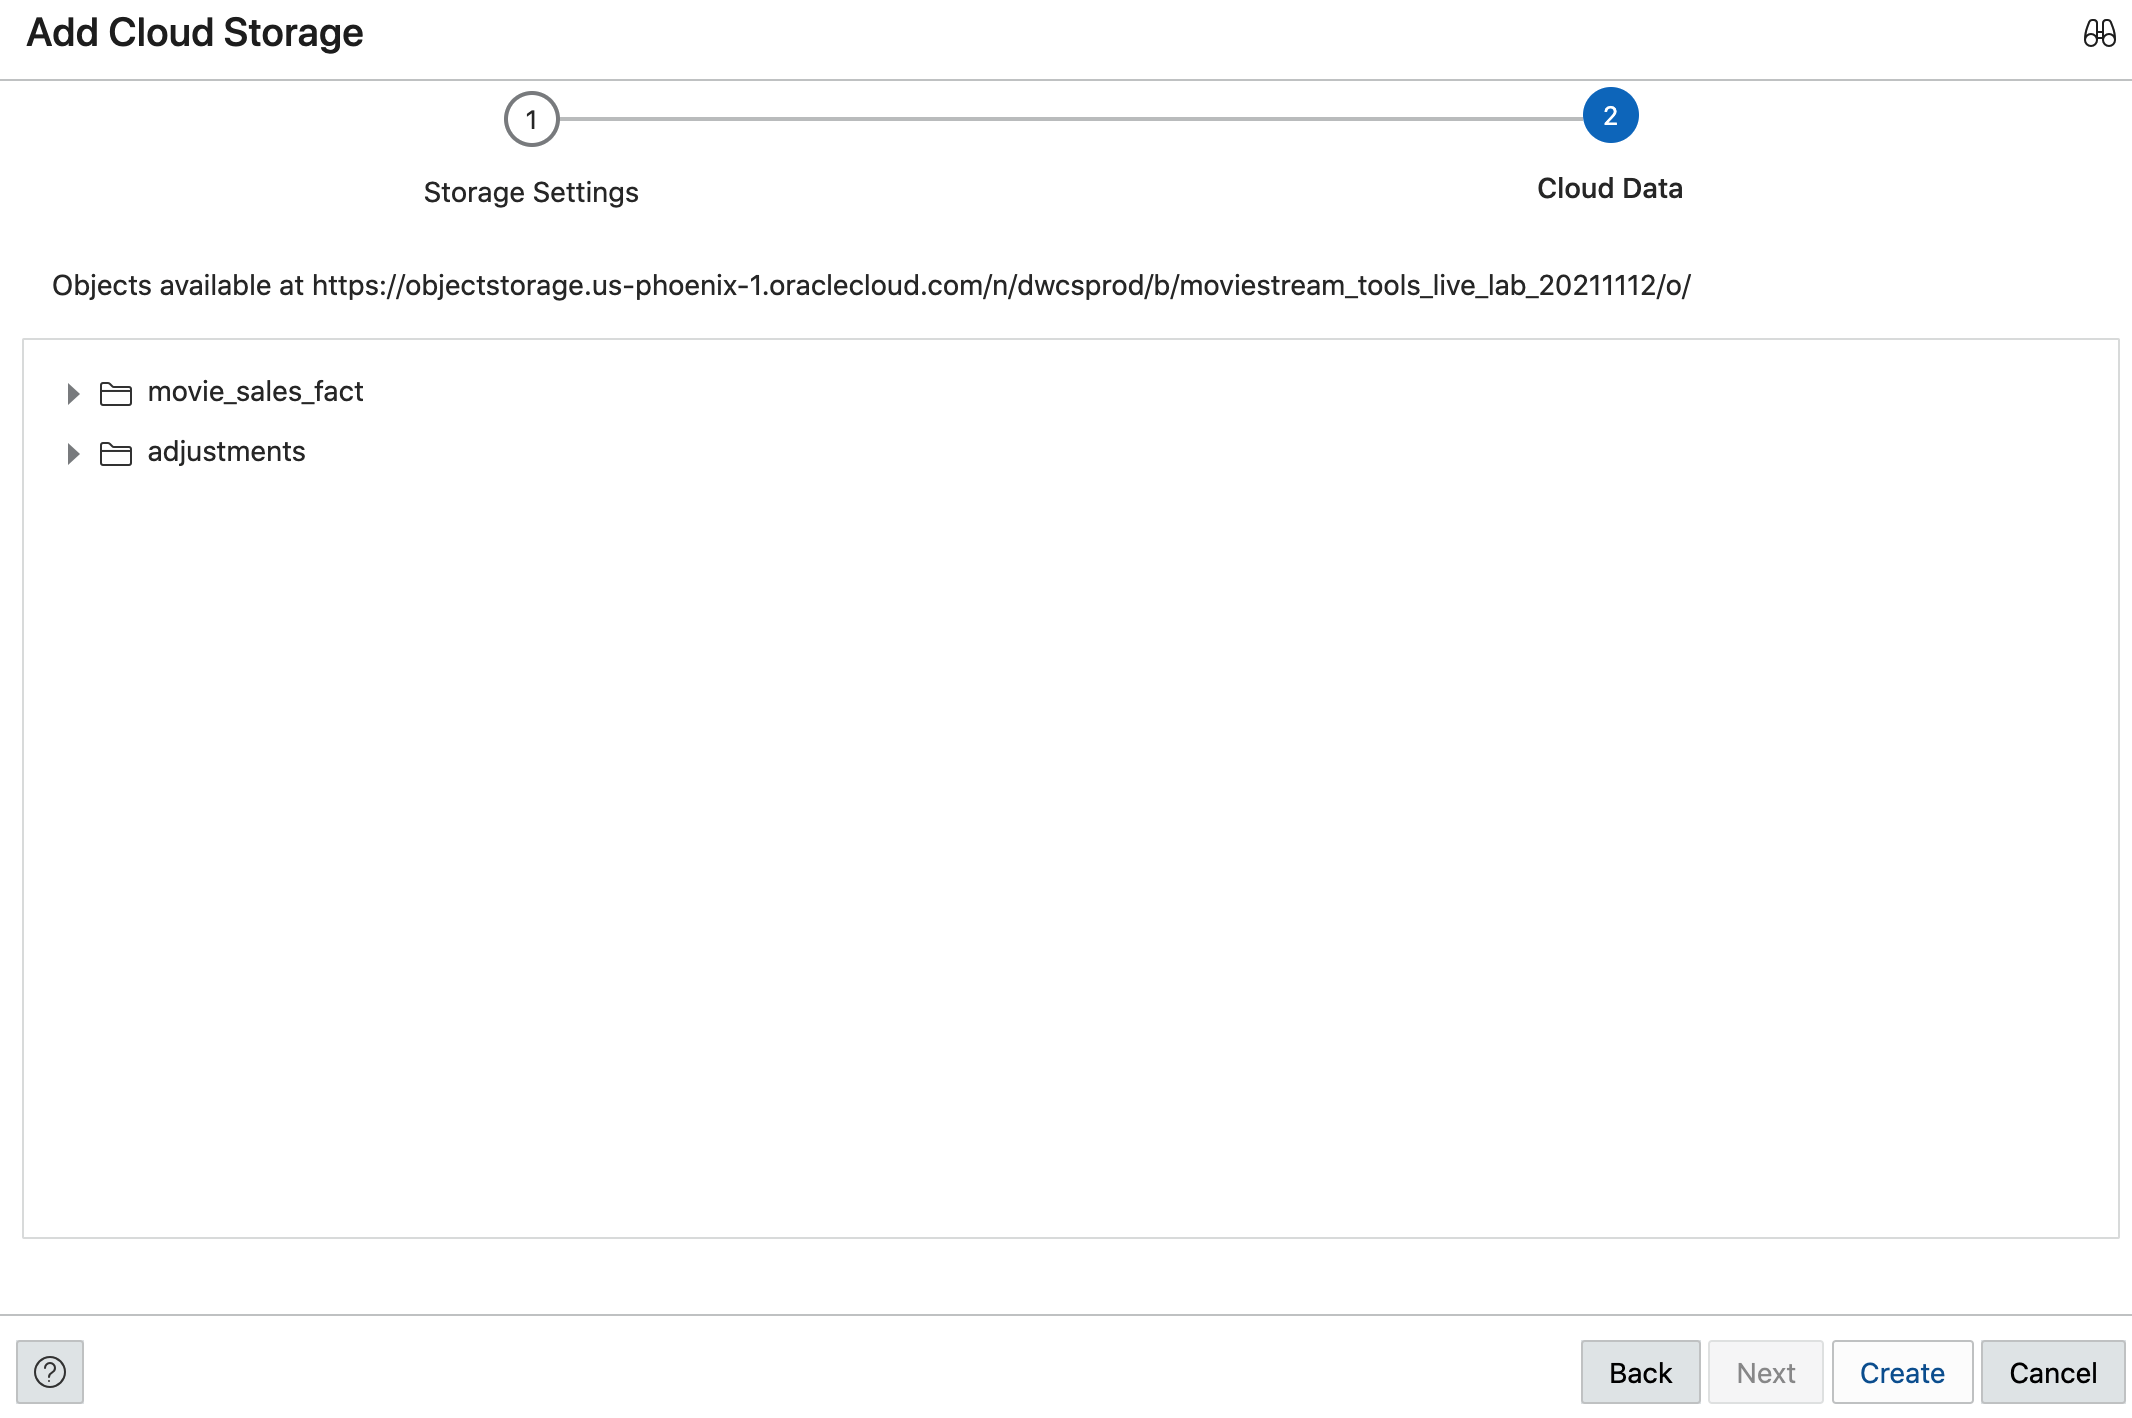 Add Cloud Storage
1
2
Storage Settings
Cloud Data
Objects available at https://objectstorage.us-phoenix-1.oraclecloud.com/n/dwcsprod/b/moviestream_tools_live_lab_20211112/o/
movie_sales_fact
adjustments
?
Back
Next
Create
Cancel